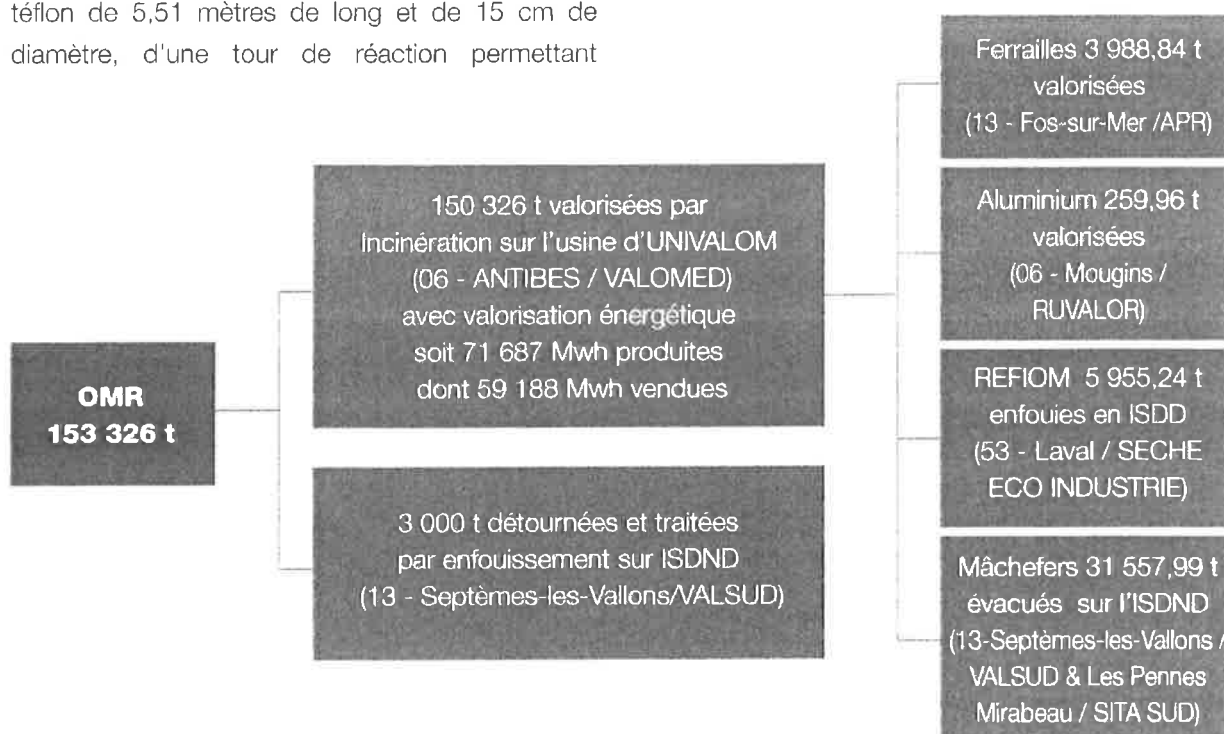 téflon de 5,51 mètres de long et de 15 cm de
diamètre, d'une tour de réaction permettant
OMR
153 326 t
150 326 t valorisées par
Incinération sur l'usine d'UNIVALOM
(06 - ANTIBES / VALOMED)
avec valorisation énergétique
soit 71 687 Mwh produites
dont 59 188 Mwh vendues
3 000 t détournées et traitées
par enfouissement sur ISDND
(13 - Septèmes-les-Vallons/VALSUD)
Ferrailles 3 988,84 t
valorisées
(13 - Fos-sur-Mer /APR)
Aluminium 259,96 t
valorisées
(06 - Mougins /
RUVALOR)
REFIOM 5 955,24 t
enfouies en ISDD
(53 - Laval / SECHE
ECO INDUSTRIE)
Mâchefers 31 557,99 t
évacués sur l'ISDND
(13-Septèmes-les-Vallons /
VALSUD & Les Pennes
Mirabeau / SITA SUD)